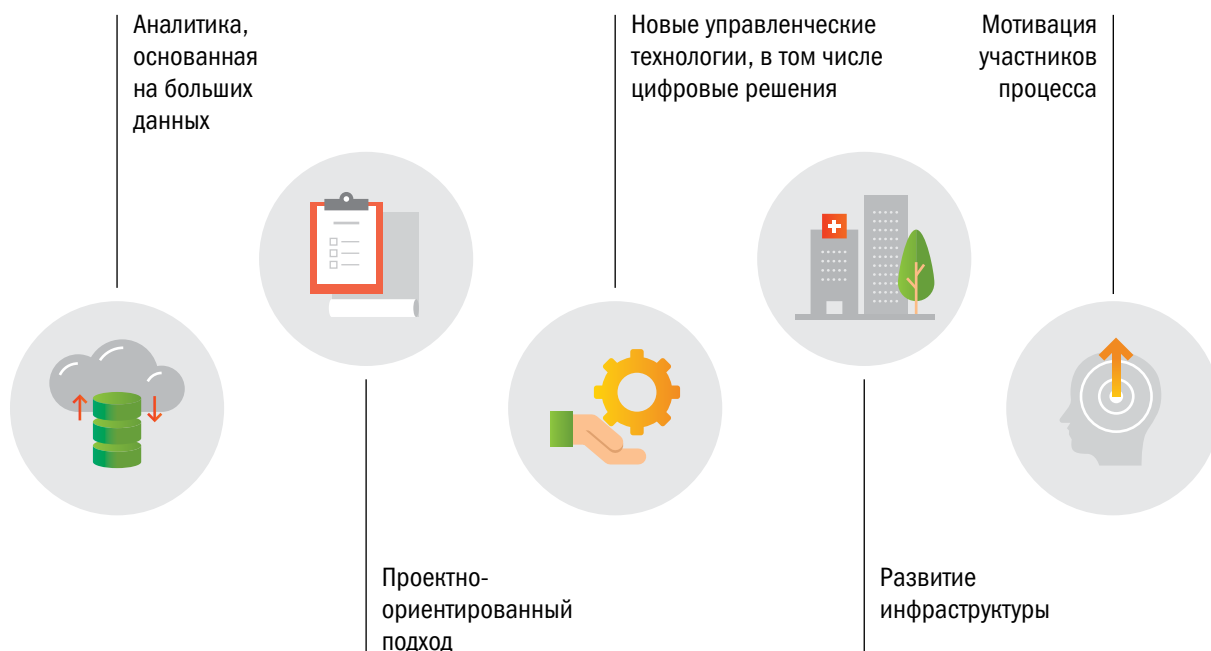 Аналитика,
основанная
на больших
данных
Новые управленческие
технологии, в том числе
цифровые решения
Мотивация
участников
процесса
Проектно-
ориентированный
подход
Развитие
инфраструктуры